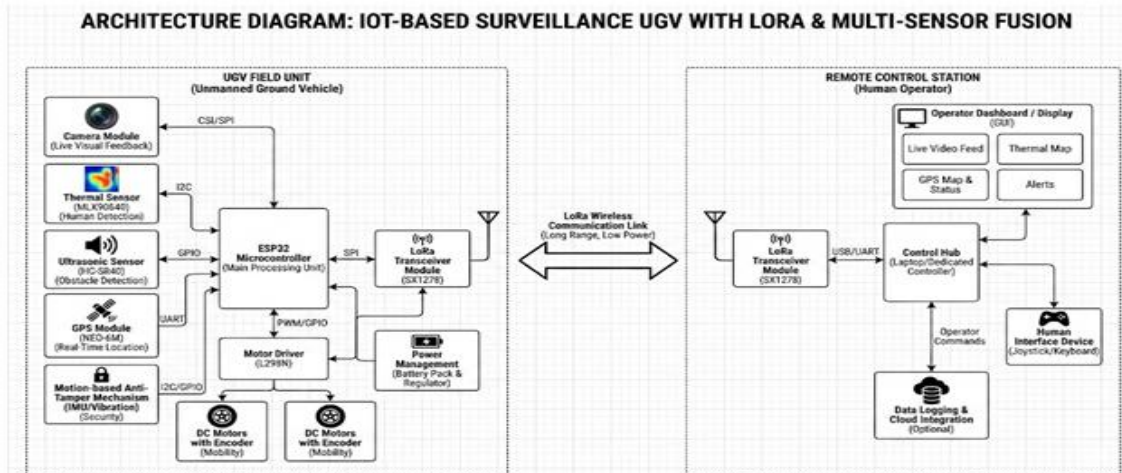 ARCHITECTURE DIAGRAM: IOT-BASED SURVEILLANCE UGV WITH LORA & MULTI-SENSOR FUSION
UGV FIELD UNIT
(Unmanned Ground Vehicle)
Camera Module
(Live Visual Feedback)
CSI/SPI
Thermal Sensor
(MLX90640)
(Human Detection)
I2C
Ultrasonic Sensor
(HC-SR40)
(Obstacle Detection)
GPIO
GPS Module
(NEO-6M)
(Real-Time Location)
UART
Motion-based Anti-
Tamper Mechanism
(IMU/Vibration)
(Security)
I2C/GPIO
ESP32
Microcontroller
(Main Processing Unit)
SPI
LoRa
Transceiver
Module
(SX1278)
PWM/GPIO
Motor Driver
(L298N)
Power
Management
(Battery Pack &
Regulator)
DC Motors
with Encoder
(Mobility)
DC Motors
with Encoder
(Mobility)
LoRa Wireless
Communication Link
(Long Range, Low Power)
REMOTE CONTROL STATION
(Human Operator)
Operator Dashboard / Display
(GUI)
Live Video Feed
Thermal Map
GPS Map &
Status
Alerts
LoRa
Transceiver
Module
(SX1278)
USB/UART
Control Hub
(Laptop/Dedicated
Controller)
Human
Interface Device
(Joystick/Keyboard)
Operator
Commands
Data Logging &
Cloud Integration
(Optional)